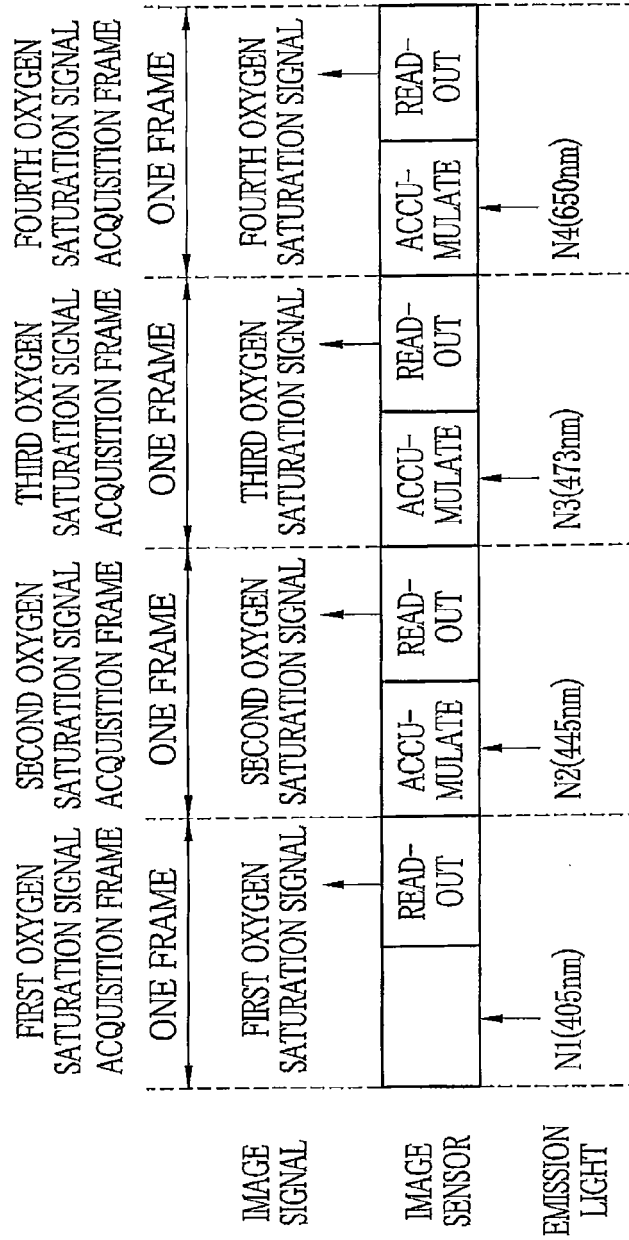 FIRST OXYGEN
SATURATION SIGNAL
ACQUISITION FRAME
SECOND OXYGEN
SATURATION SIGNAL
ACQUISITION FRAME
THIRD OXYGEN
SATURATION SIGNAL
ACQUISITION FRAME
FOURTH OXYGEN
SATURATION SIGNAL
ACQUISITION FRAME
ONE FRAME
ONE FRAME
ONE FRAME
ONE FRAME
IMAGE
SIGNAL
FIRST OXYGEN
SATURATION SIGNAL
SECOND OXYGEN
SATURATION SIGNAL
THIRD OXYGEN
SATURATION SIGNAL
FOURTH OXYGEN
SATURATION SIGNAL
IMAGE
SENSOR
READ-
OUT
ACCU-
MULATE
READ-
OUT
ACCU-
MULATE
READ-
OUT
ACCU-
MULATE
READ-
OUT
EMISSION
LIGHT
N1(405nm)
N2(445nm)
N3(473nm)
N4(650nm)